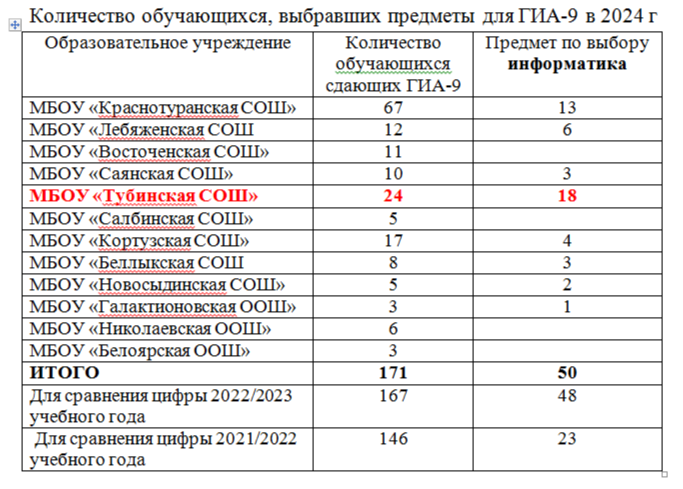 Количество обучающихся, выбравших предметы для ГИА-9 в 2024 г
Образовательное учреждение Количество обучающихся сдающих ГИА-9 Предмет по выбору информатика
МБОУ «Краснотуранская СОШ» 67 13
МБОУ «Лебяженская СОШ 12 6
МБОУ «Восточенская СОШ» 11
МБОУ «Саянская СОШ» 10 3
МБОУ «Тубинская СОШ» 24 18
МБОУ «Салбинская СОШ» 5
МБОУ «Кортузская СОШ» 17 4
МБОУ «Беллыкская СОШ 8 3
МБОУ «Новосыдинская СОШ» 5 2
МБОУ «Галактионовская ООШ» 3 1
МБОУ «Николаевская ООШ» 6
МБОУ «Белоярская ООШ» 3
ИТОГО 171 50
Для сравнения цифры 2022/2023 167 48
учебного года
Для сравнения цифры 2021/2022 146 23
учебного года